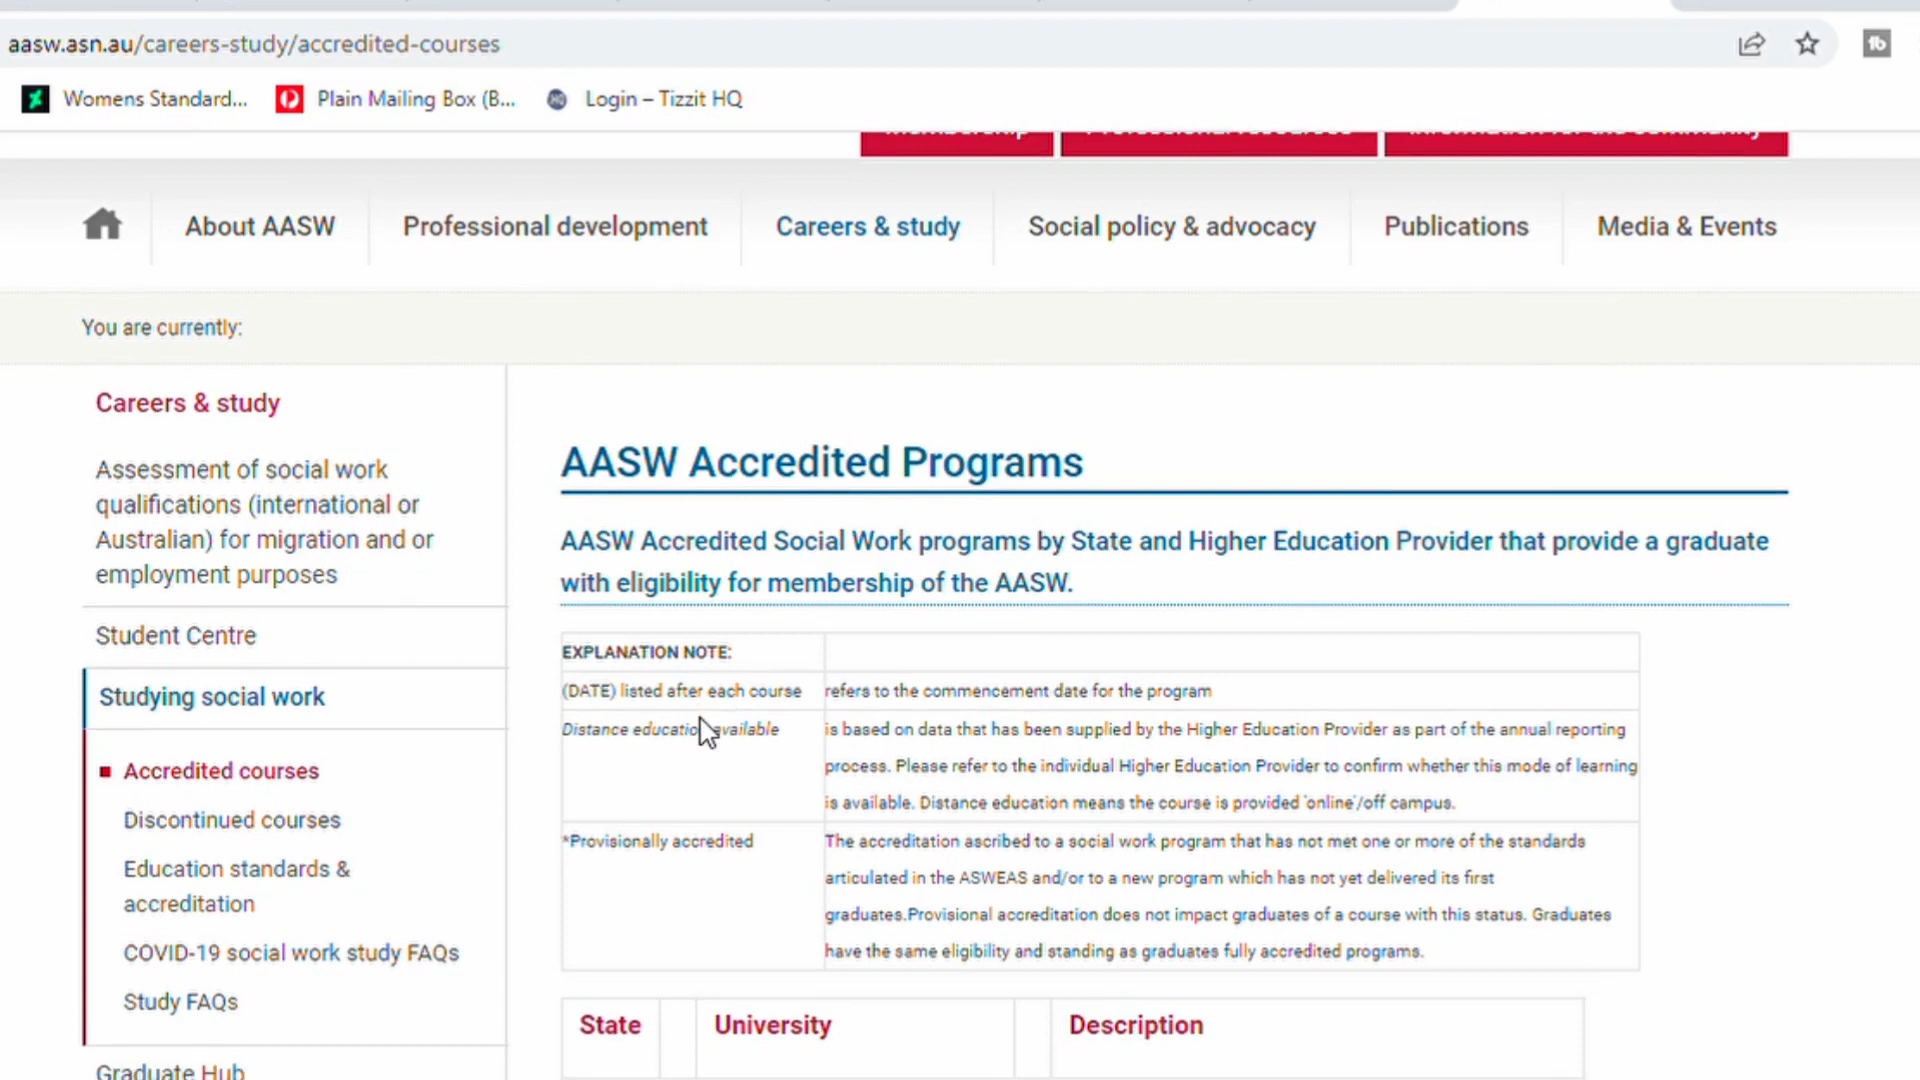 aasw.asn.au/careers-study/accredited-courses
Womens Standard... Plain Mailing Box (B... Login – Tizzit HQ
About AASW Professional development Careers & study Social policy & advocacy Publications Media & Events
You are currently:
Careers & study
Assessment of social work
qualifications (international or
Australian) for migration and or
employment purposes
Student Centre
Studying social work
Accredited courses
Discontinued courses
Education standards &
accreditation
COVID-19 social work study FAQs
Study FAQs
Graduate Hub
AASW Accredited Programs
AASW Accredited Social Work programs by State and Higher Education Provider that provide a graduate
with eligibility for membership of the AASW.
EXPLANATION NOTE:
(DATE) listed after each course refers to the commencement date for the program
Distance education available is based on data that has been supplied by the Higher Education Provider as part of the annual reporting
process. Please refer to the individual Higher Education Provider to confirm whether this mode of learning
is available. Distance education means the course is provided 'online'/off campus.
*Provisionally accredited The accreditation ascribed to a social work program that has not met one or more of the standards
articulated in the ASWEAS and/or to a new program which has not yet delivered its first
graduates.Provisional accreditation does not impact graduates of a course with this status. Graduates
have the same eligibility and standing as graduates fully accredited programs.
State University Description